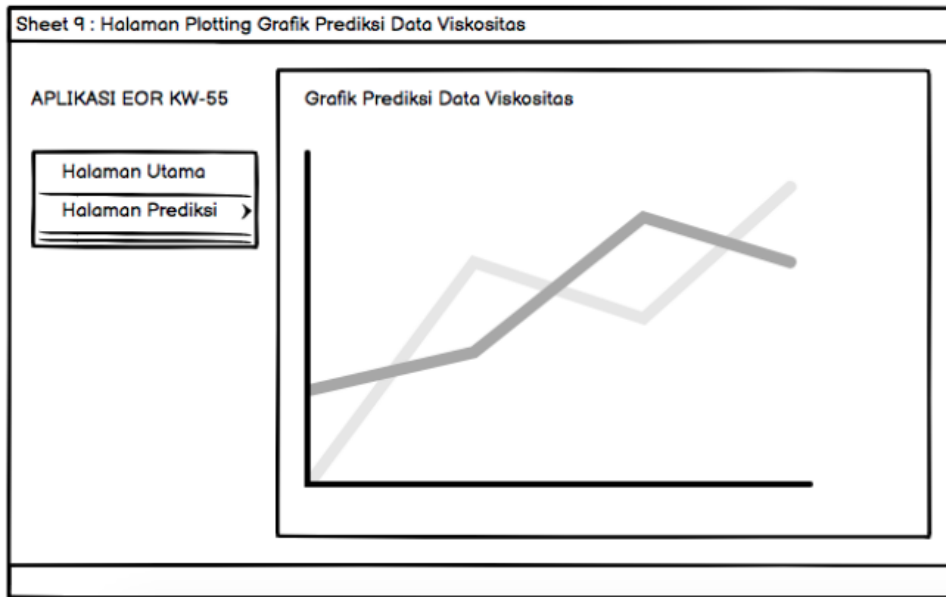 Sheet 9 : Halaman Plotting Grafik Prediksi Data Viskositas
APLIKASI EOR KW-55
Halaman Utama
Halaman Prediksi
Grafik Prediksi Data Viskositas